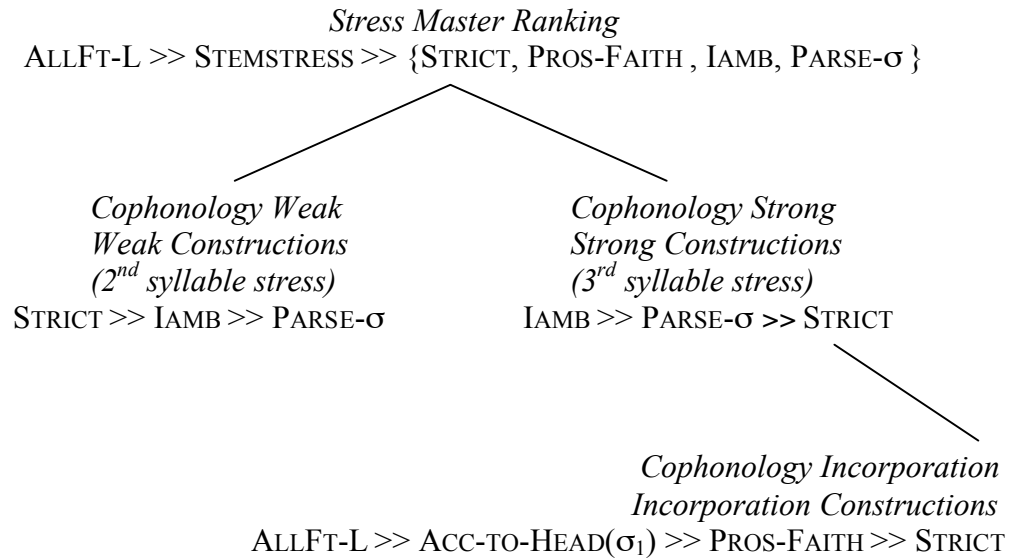 Stress Master Ranking
ALLFT-L >> STEMSTRESS >> {STRICT, PROS-FAITH , IAMB, PARSE-σ }
Cophonology Weak
Weak Constructions
(2nd syllable stress)
STRICT >> IAMB >> PARSE-σ
Cophonology Strong
Strong Constructions
(3rd syllable stress)
IAMB >> PARSE-σ >> STRICT
Cophonology Incorporation
Incorporation Constructions
ALLFT-L >> ACC-TO-HEAD(σ1) >> PROS-FAITH >> STRICT